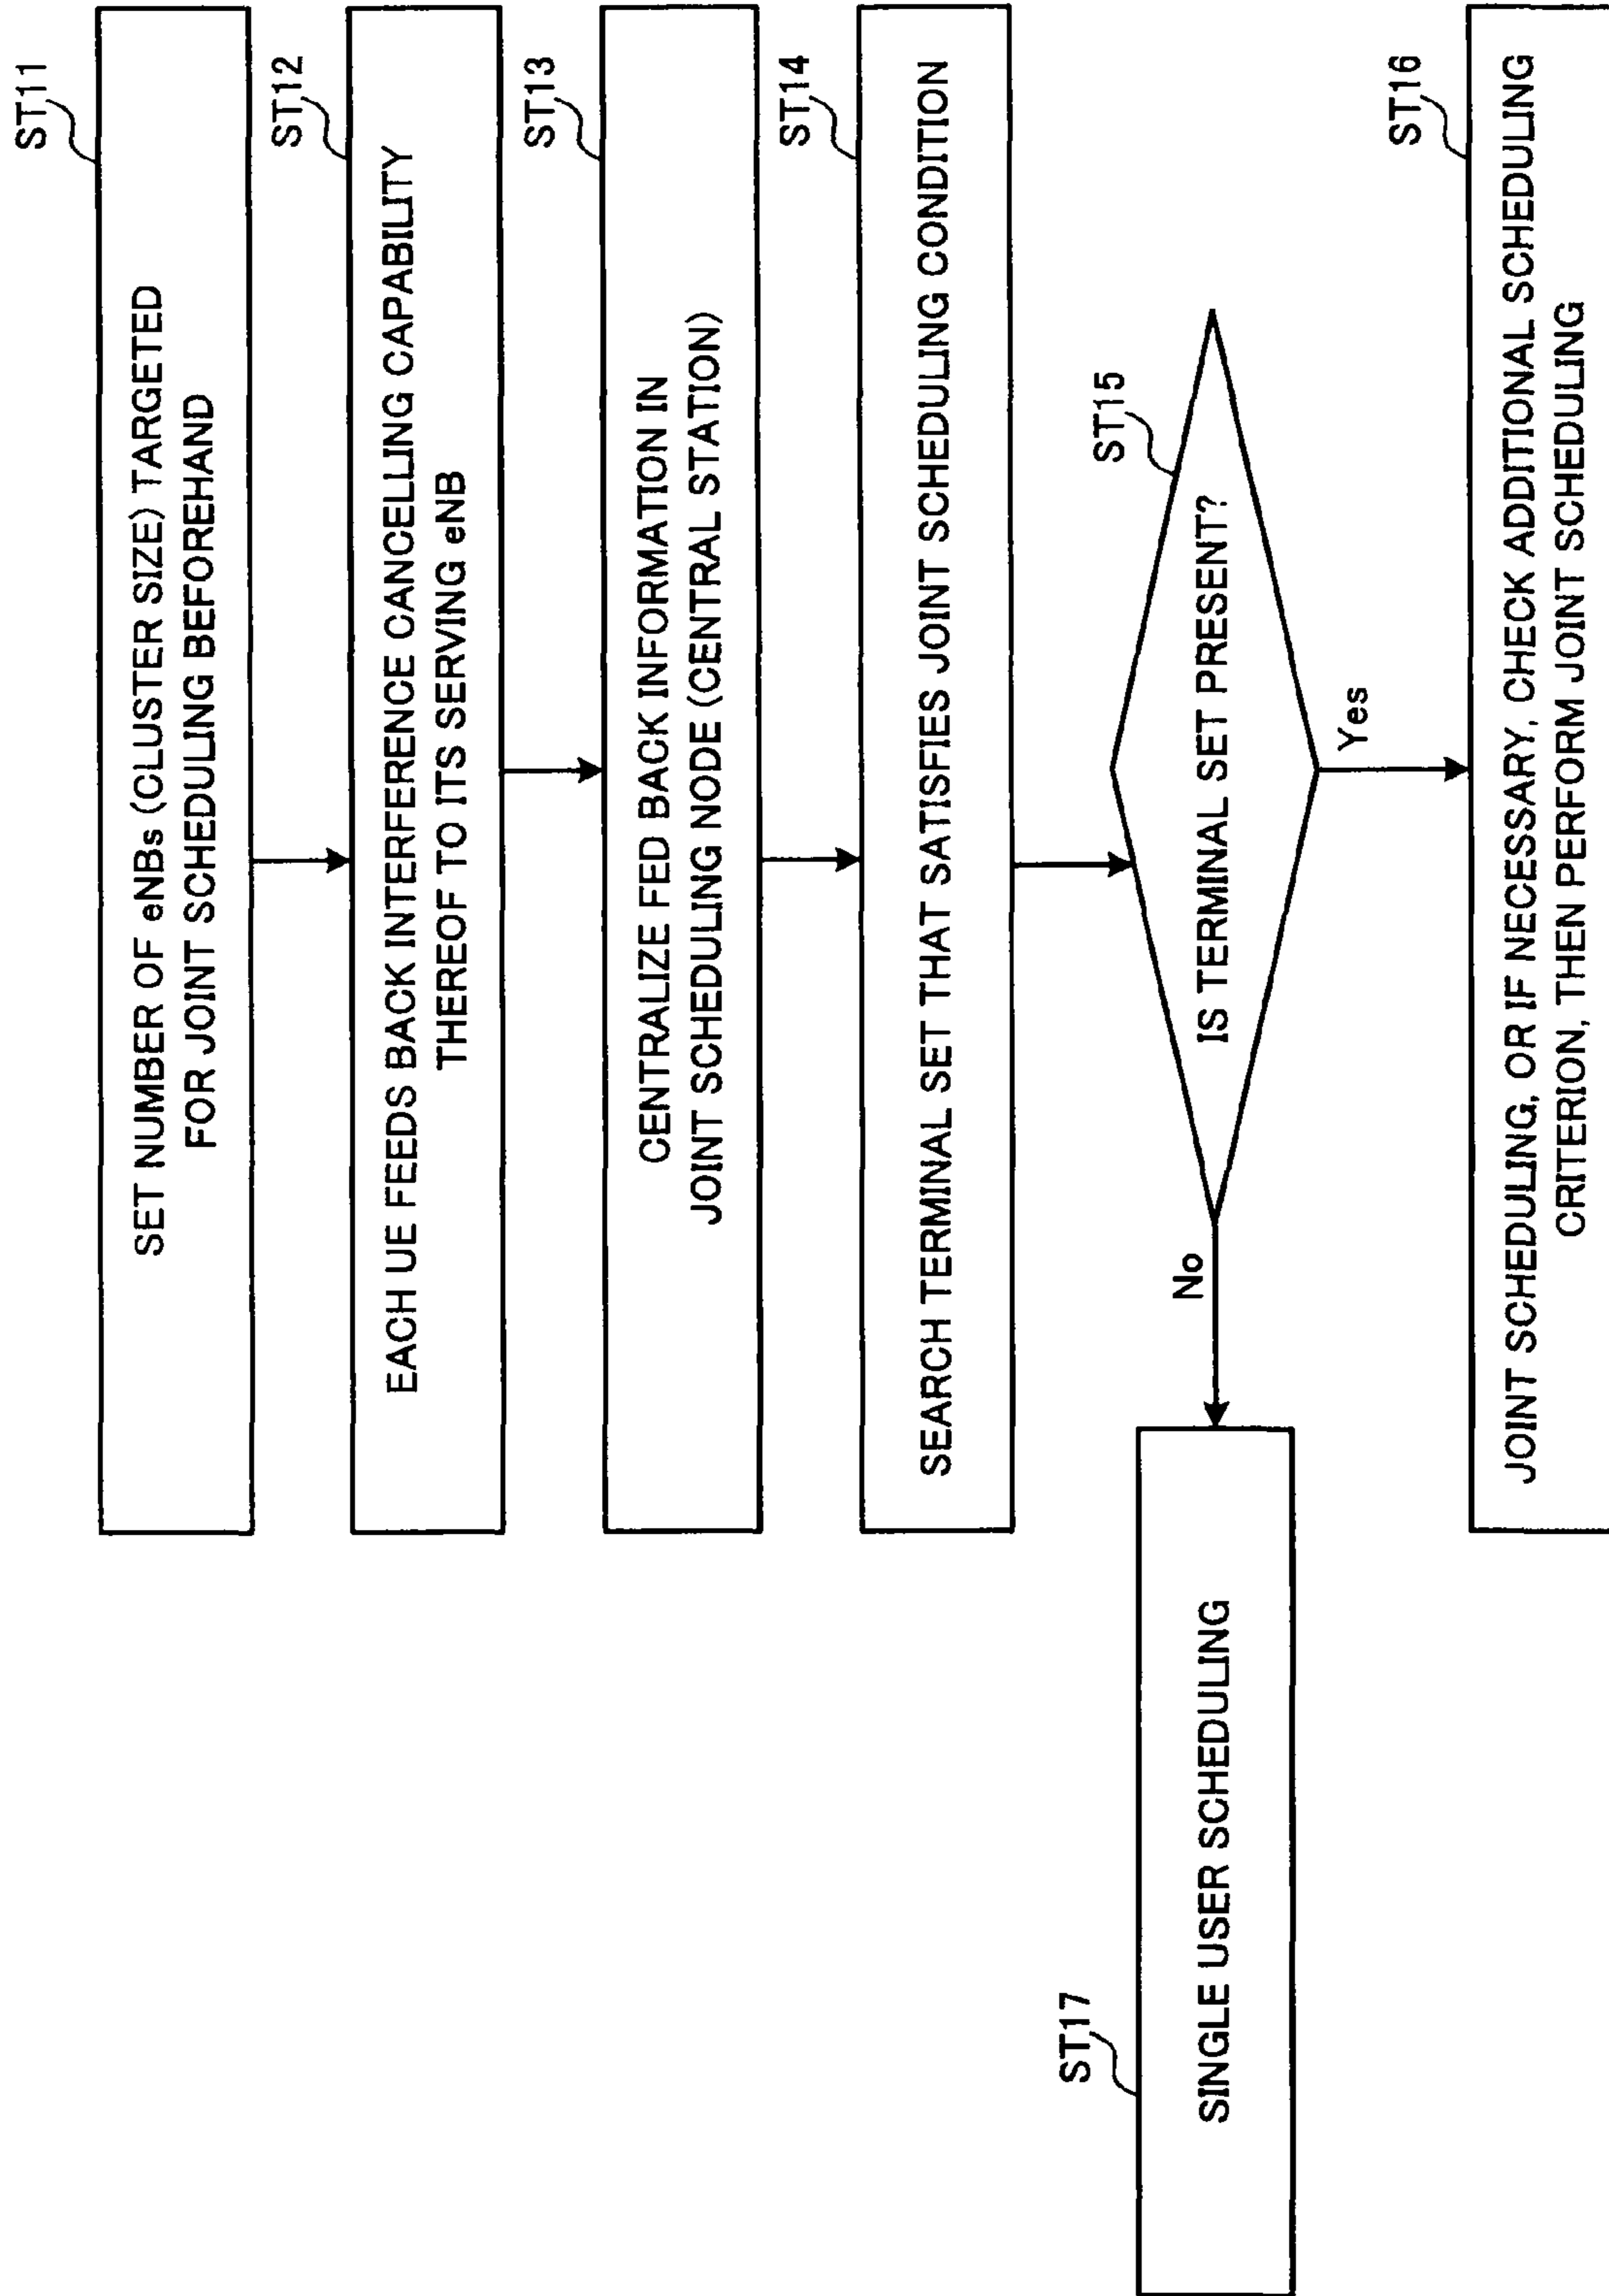 ST11
SET NUMBER OF eNBs (CLUSTER SIZE) TARGETED
FOR JOINT SCHEDULING BEFOREHAND
ST12
EACH UE FEEDS BACK INTERFERENCE CANCELLING CAPABILITY
THEREOF TO ITS SERVING eNB
ST13
CENTRALIZE FED BACK INFORMATION IN
JOINT SCHEDULING NODE (CENTRAL STATION)
ST14
SEARCH TERMINAL SET THAT SATISFIES JOINT SCHEDULING CONDITION
ST15
IS TERMINAL SET PRESENT?
No
Yes
ST17
SINGLE USER SCHEDULING
ST16
JOINT SCHEDULING, OR IF NECESSARY, CHECK ADDITIONAL SCHEDULING
CRITERION, THEN PERFORM JOINT SCHEDULING